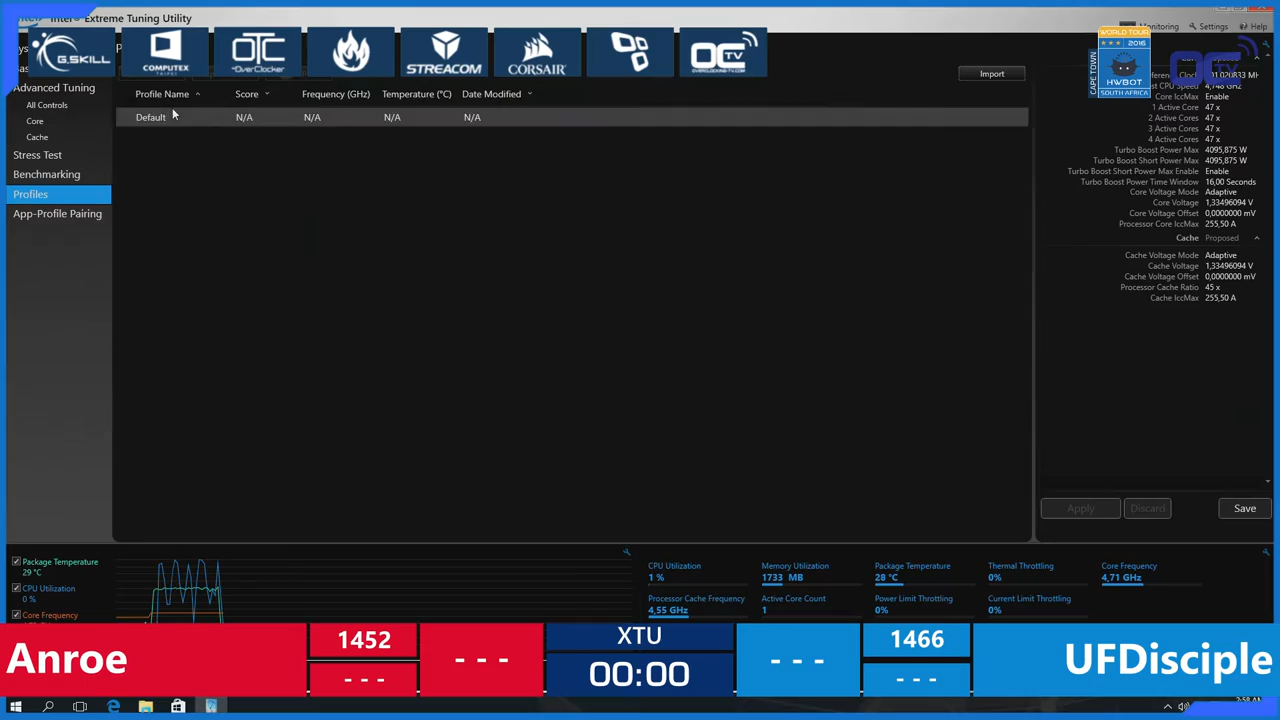 Extreme Tuning Utility
Monitoring
Settings
Help
G.SKILL
COMPUTEX
TAIPEI
OTC
OVERCLOCKER
STREACOM
CORSAIR
OC
OVERCLOCKING-TV.COM
CAPE TOWN
WORLD TOUR
2016
HWBOT
SOUTH AFRICA
OCTV
Import
Advanced Tuning
All Controls
Core
Cache
Stress Test
Benchmarking
Profiles
App-Profile Pairing
Profile Name Score Frequency (GHz) Temperature (°C) Date Modified
Default N/A N/A N/A N/A
Core IccMax Enable
1 Active Core 47 x
2 Active Cores 47 x
3 Active Cores 47 x
4 Active Cores 47 x
Turbo Boost Power Max 4095,875 W
Turbo Boost Short Power Max 4095,875 W
Turbo Boost Short Power Max Enable Enable
Turbo Boost Power Time Window 16,00 Seconds
Core Voltage Mode Adaptive
Core Voltage 1,33496094 V
Core Voltage Offset 0,0000000 mV
Processor Core IccMax 255,50 A
Cache Proposed
Cache Voltage Mode Adaptive
Cache Voltage 1,33496094 V
Cache Voltage Offset 0,0000000 mV
Processor Cache Ratio 45 x
Cache IccMax 255,50 A
Apply Discard Save
Package Temperature
29 °C
CPU Utilization
0 %
Core Frequency
CPU Utilization
1 %
Memory Utilization
1733 MB
Package Temperature
28 °C
Thermal Throttling
0%
Core Frequency
4,71 GHz
Processor Cache Frequency
4,55 GHz
Active Core Count
1
Power Limit Throttling
0%
Current Limit Throttling
0%
Anroe
1452
- - -
- - -
XTU
00:00
- - -
1466
- - -
UFDisciple